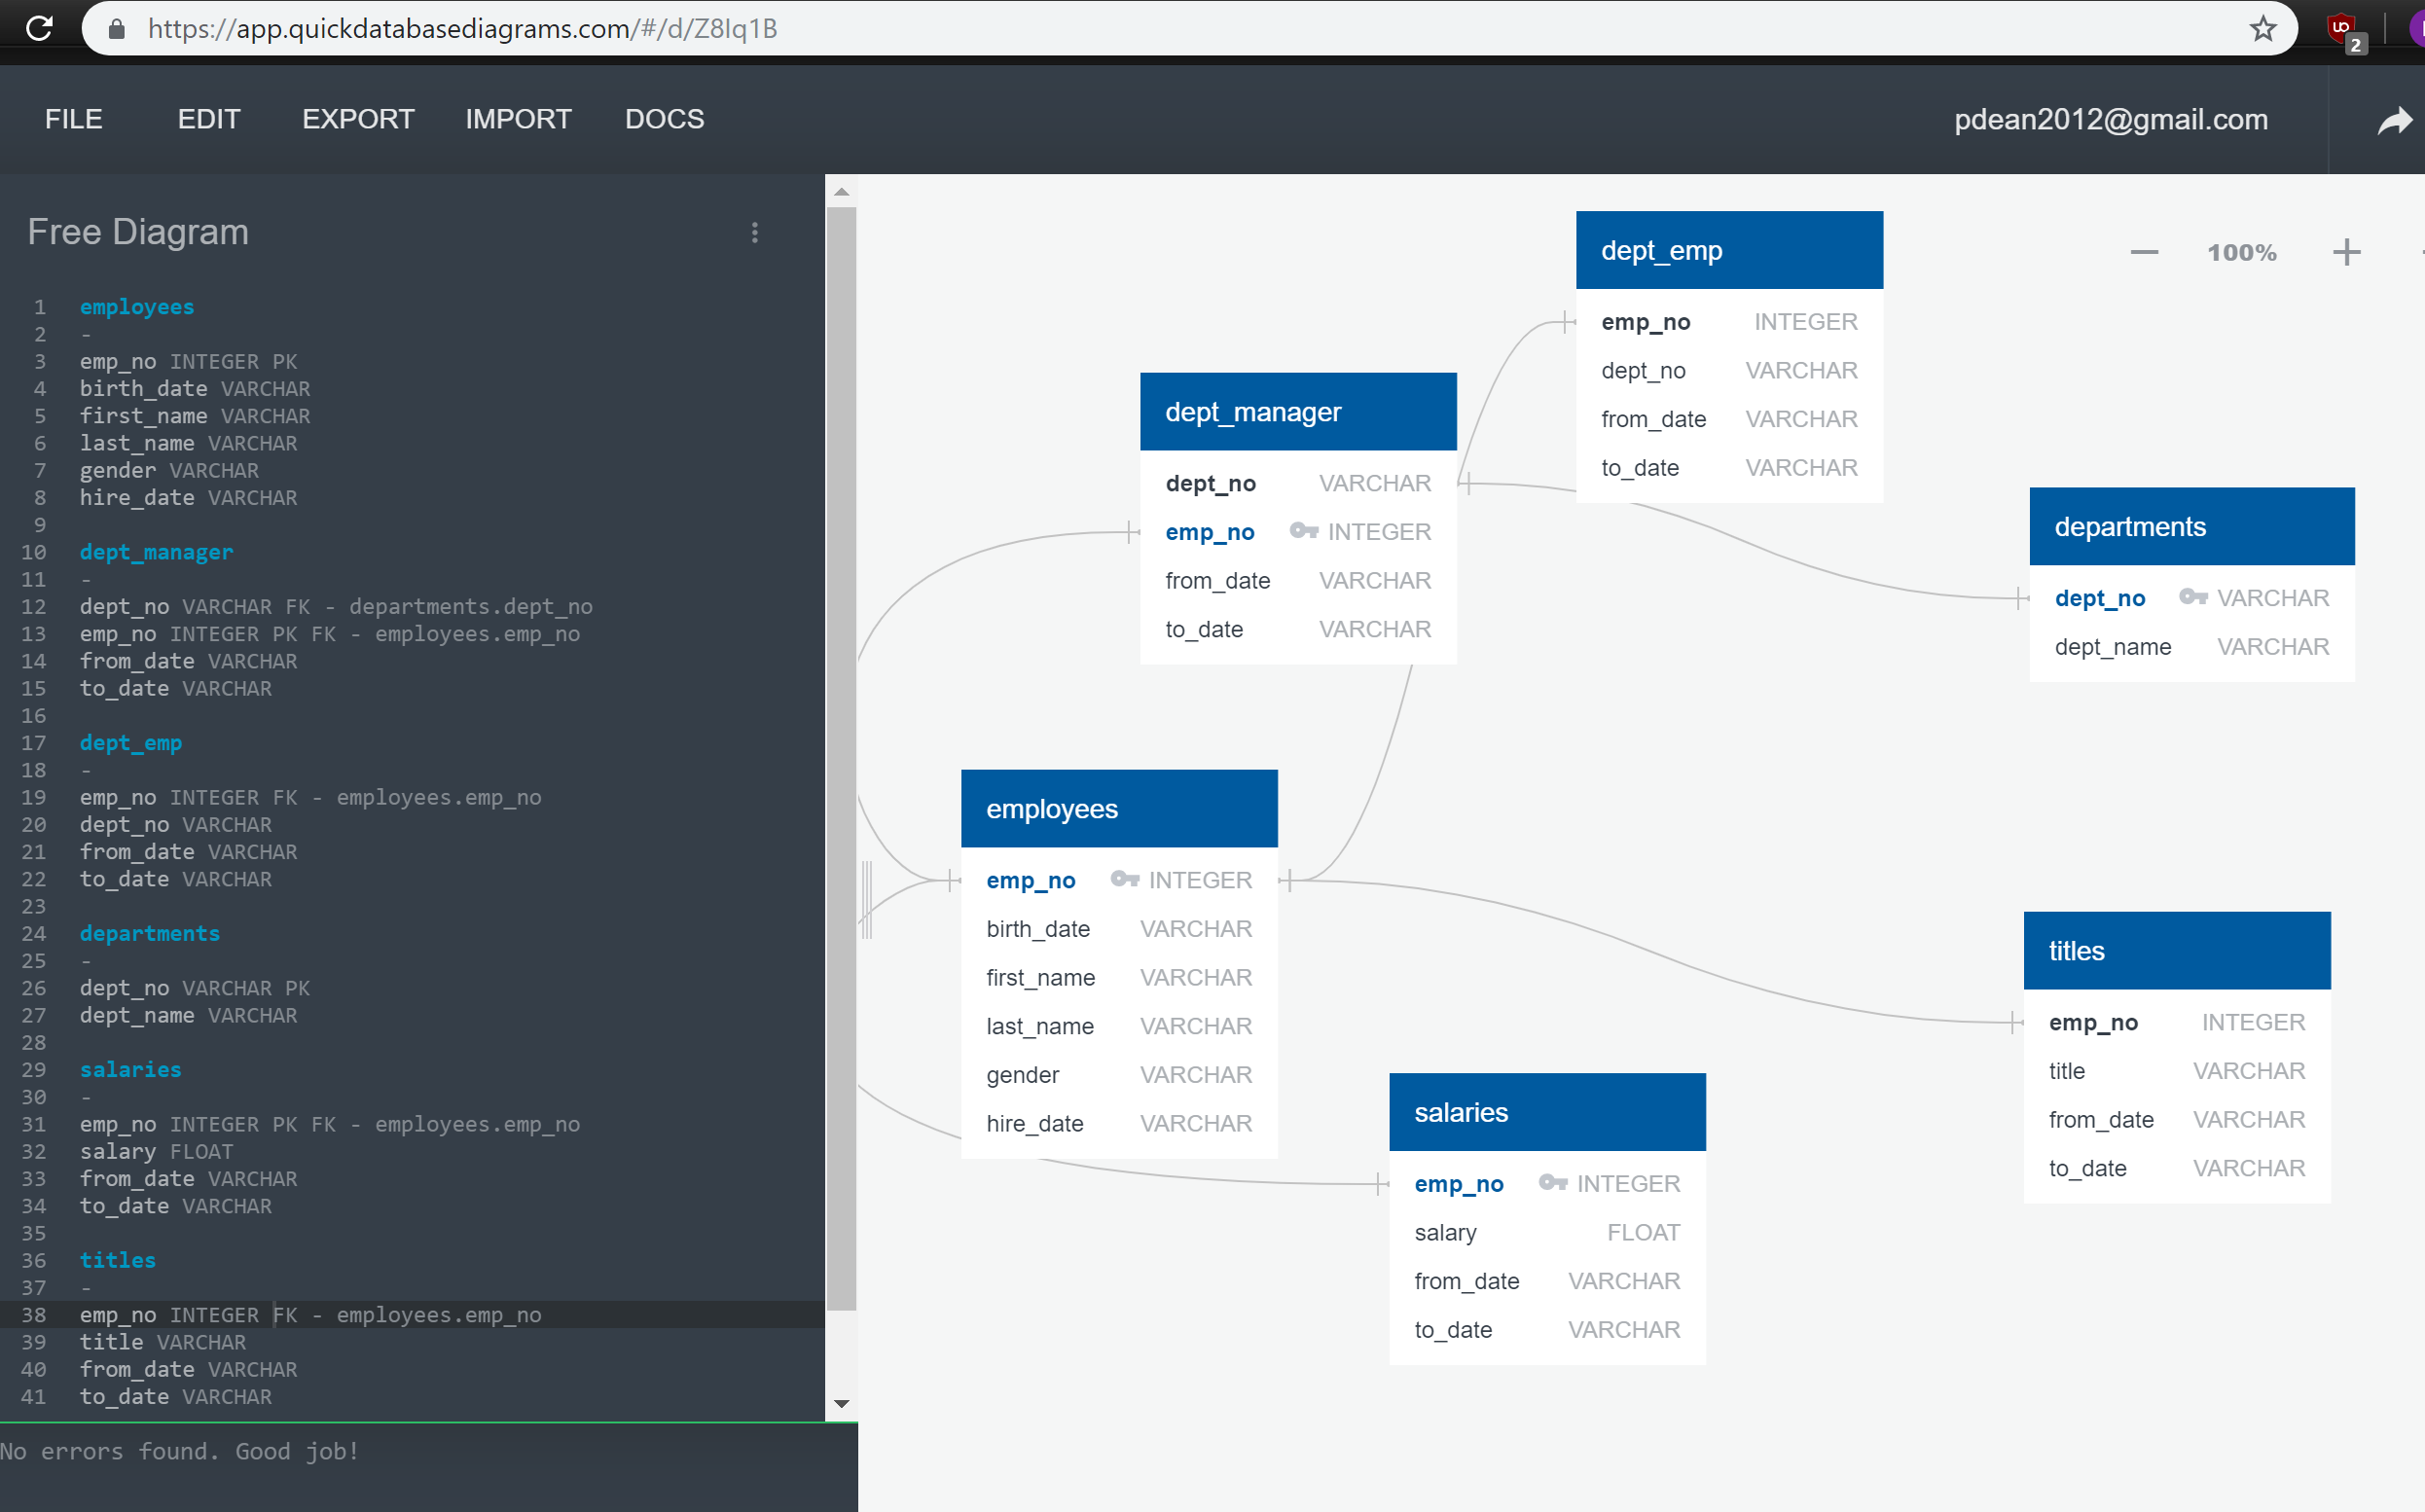 https://app.quickdatabasediagrams.com/#/d/Z8Iq1B
2
FILE EDIT EXPORT IMPORT DOCS
pdean2012@gmail.com
Free Diagram
1 employees
2 -
3 emp_no INTEGER PK
4 birth_date VARCHAR
5 first_name VARCHAR
6 last_name VARCHAR
7 gender VARCHAR
8 hire_date VARCHAR
9
10 dept_manager
11 -
12 dept_no VARCHAR FK - departments.dept_no
13 emp_no INTEGER PK FK - employees.emp_no
14 from_date VARCHAR
15 to_date VARCHAR
16
17 dept_emp
18 -
19 emp_no INTEGER FK - employees.emp_no
20 dept_no VARCHAR
21 from_date VARCHAR
22 to_date VARCHAR
23
24 departments
25 -
26 dept_no VARCHAR PK
27 dept_name VARCHAR
28
29 salaries
30 -
31 emp_no INTEGER PK FK - employees.emp_no
32 salary FLOAT
33 from_date VARCHAR
34 to_date VARCHAR
35
36 titles
37 -
38 emp_no INTEGER FK - employees.emp_no
39 title VARCHAR
40 from_date VARCHAR
41 to_date VARCHAR
No errors found. Good job!
100%
dept_emp
emp_no INTEGER
dept_no VARCHAR
from_date VARCHAR
to_date VARCHAR
dept_manager
dept_no VARCHAR
emp_no INTEGER
from_date VARCHAR
to_date VARCHAR
departments
dept_no VARCHAR
dept_name VARCHAR
employees
emp_no INTEGER
birth_date VARCHAR
first_name VARCHAR
last_name VARCHAR
gender VARCHAR
hire_date VARCHAR
titles
emp_no INTEGER
title VARCHAR
from_date VARCHAR
to_date VARCHAR
salaries
emp_no INTEGER
salary FLOAT
from_date VARCHAR
to_date VARCHAR